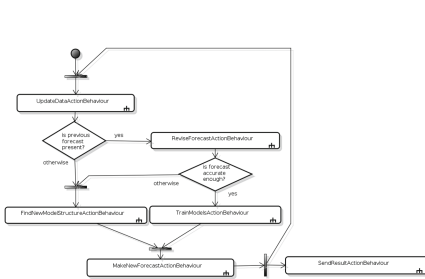 UpdateDataActionBehaviour
Is previous
forecast
present?
yes
otherwise
ReviseForecastActionBehaviour
is forecast
accurate
enough?
otherwise
yes
FindNewModelStructureActionBehaviour
TrainModelsActionBehaviour
MakeNewForecastActionBehaviour
SendResultActionBehaviour